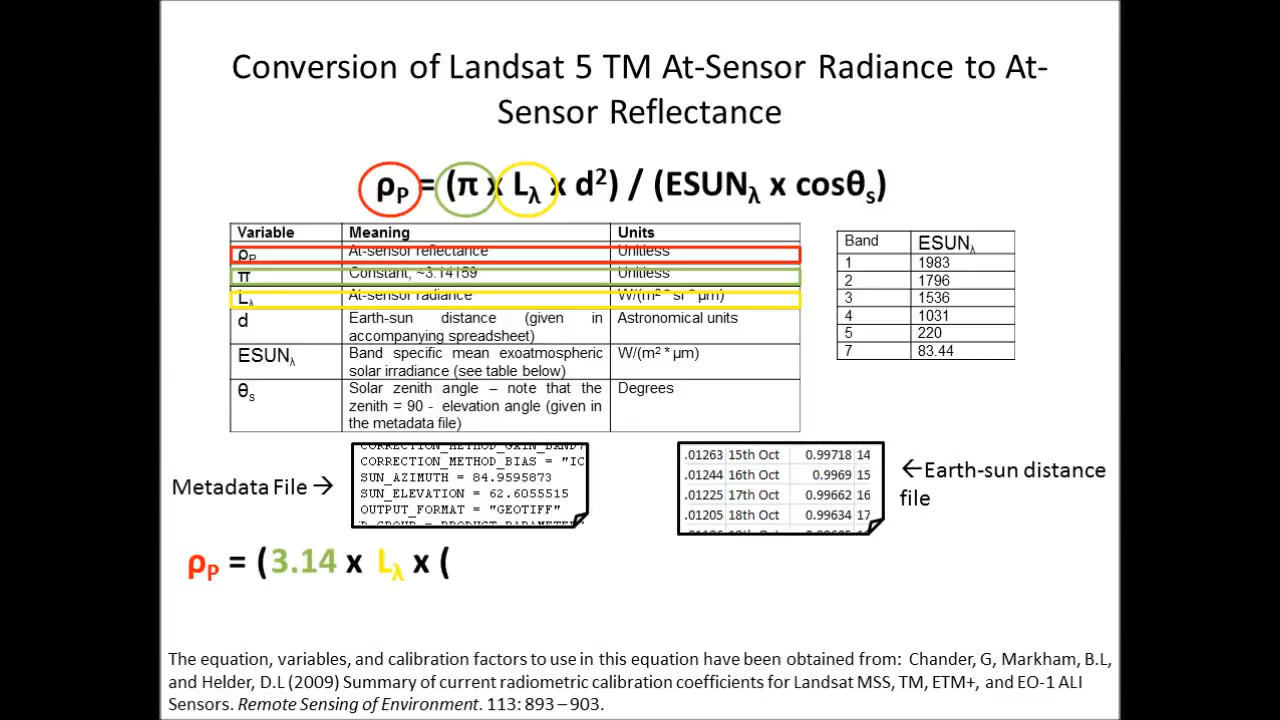 Conversion of Landsat 5 TM At-Sensor Radiance to At-
Sensor Reflectance
ρP = (π x Lλ x d²) / (ESUNλ x cosθs)
Variable Meaning Units
ρP At-sensor reflectance Unitless
π Constant, ~3.14159 Unitless
Lλ At-sensor radiance W/(m² * sr * µm)
d Earth-sun distance (given in Astronomical units
accompanying spreadsheet)
ESUNλ Band specific mean exoatmospheric W/(m² * µm)
solar irradiance (see table below)
θs Solar zenith angle – note that the Degrees
zenith = 90 - elevation angle (given in
the metadata file)
Band ESUNλ
1 1983
2 1796
3 1536
4 1031
5 220
7 83.44
Metadata File →
CORRECTION_METHOD_GAIN_BAND
CORRECTION_METHOD_BIAS = "IC
SUN_AZIMUTH = 84.9595873
SUN_ELEVATION = 62.6055515
OUTPUT_FORMAT = "GEOTIFF"
.01263 15th Oct 0.99718 14
.01244 16th Oct 0.9969 15
.01225 17th Oct 0.99662 16
.01205 18th Oct 0.99634 17
←Earth-sun distance
file
ρP = (3.14 x Lλ x (
The equation, variables, and calibration factors to use in this equation have been obtained from: Chander, G, Markham, B.L,
and Helder, D.L (2009) Summary of current radiometric calibration coefficients for Landsat MSS, TM, ETM+, and EO-1 ALI
Sensors. Remote Sensing of Environment. 113: 893 – 903.